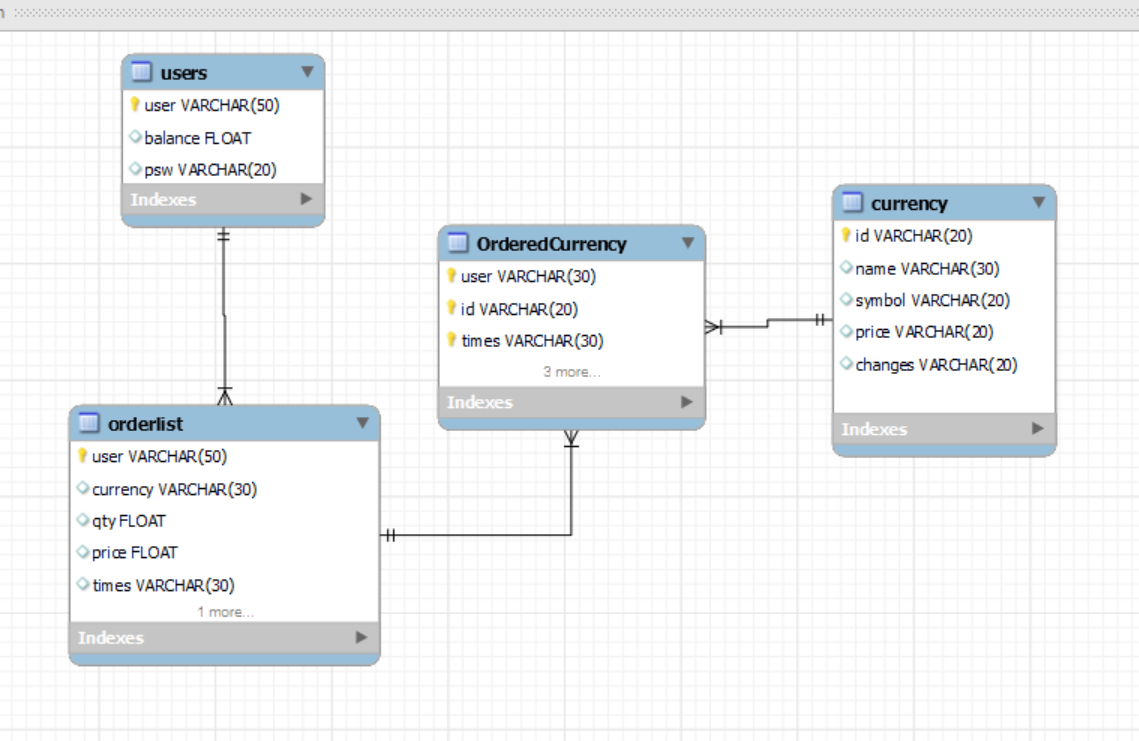 users
user VARCHAR(50)
balance FLOAT
psw VARCHAR(20)
Indexes
OrderedCurrency
user VARCHAR(30)
id VARCHAR(20)
times VARCHAR(30)
3 more...
Indexes
currency
id VARCHAR(20)
name VARCHAR(30)
symbol VARCHAR(20)
price VARCHAR(20)
changes VARCHAR(20)
Indexes
orderlist
user VARCHAR(50)
currency VARCHAR(30)
qty FLOAT
price FLOAT
times VARCHAR(30)
1 more...
Indexes